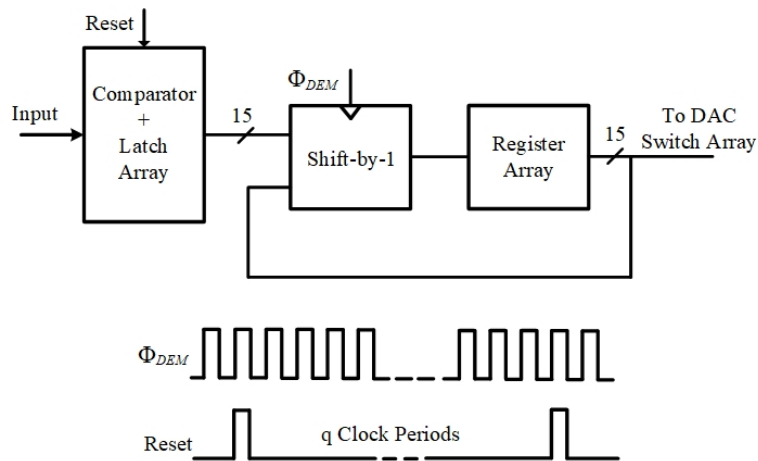 Reset
Comparator
+
Latch
Array
Input
15
Φ_DEM
Shift-by-1
Register
Array
15
To DAC
Switch Array
Φ_DEM
Reset
q Clock Periods